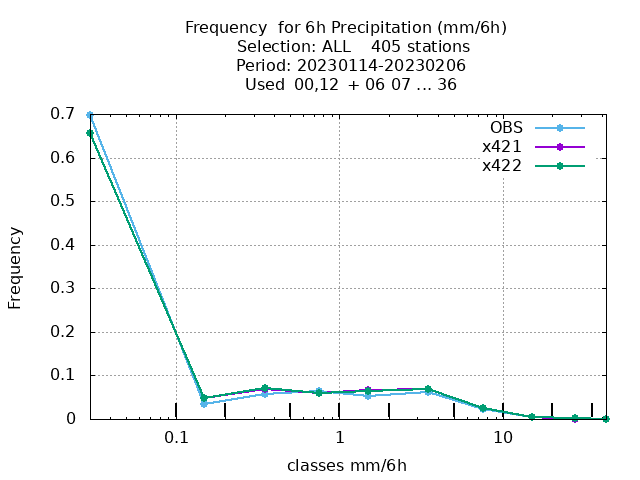 Frequency  for 6h Precipitation (mm/6h)
Selection: ALL    405 stations
Period: 20230114-20230206
Used  00,12  + 06 07 ... 36
OBS
x421
x422
0.7
0.6
0.5
0.4
0.3
0.2
0.1
0
Frequency
0.1 1 10
classes mm/6h